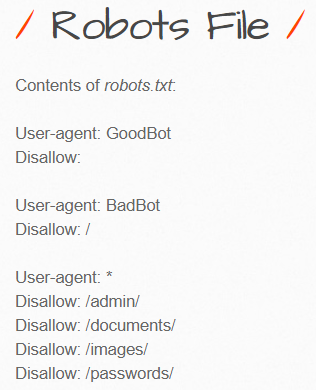 / Robots File /
Contents of robots.txt:
User-agent: GoodBot
Disallow:
User-agent: BadBot
Disallow: /
User-agent: *
Disallow: /admin/
Disallow: /documents/
Disallow: /images/
Disallow: /passwords/